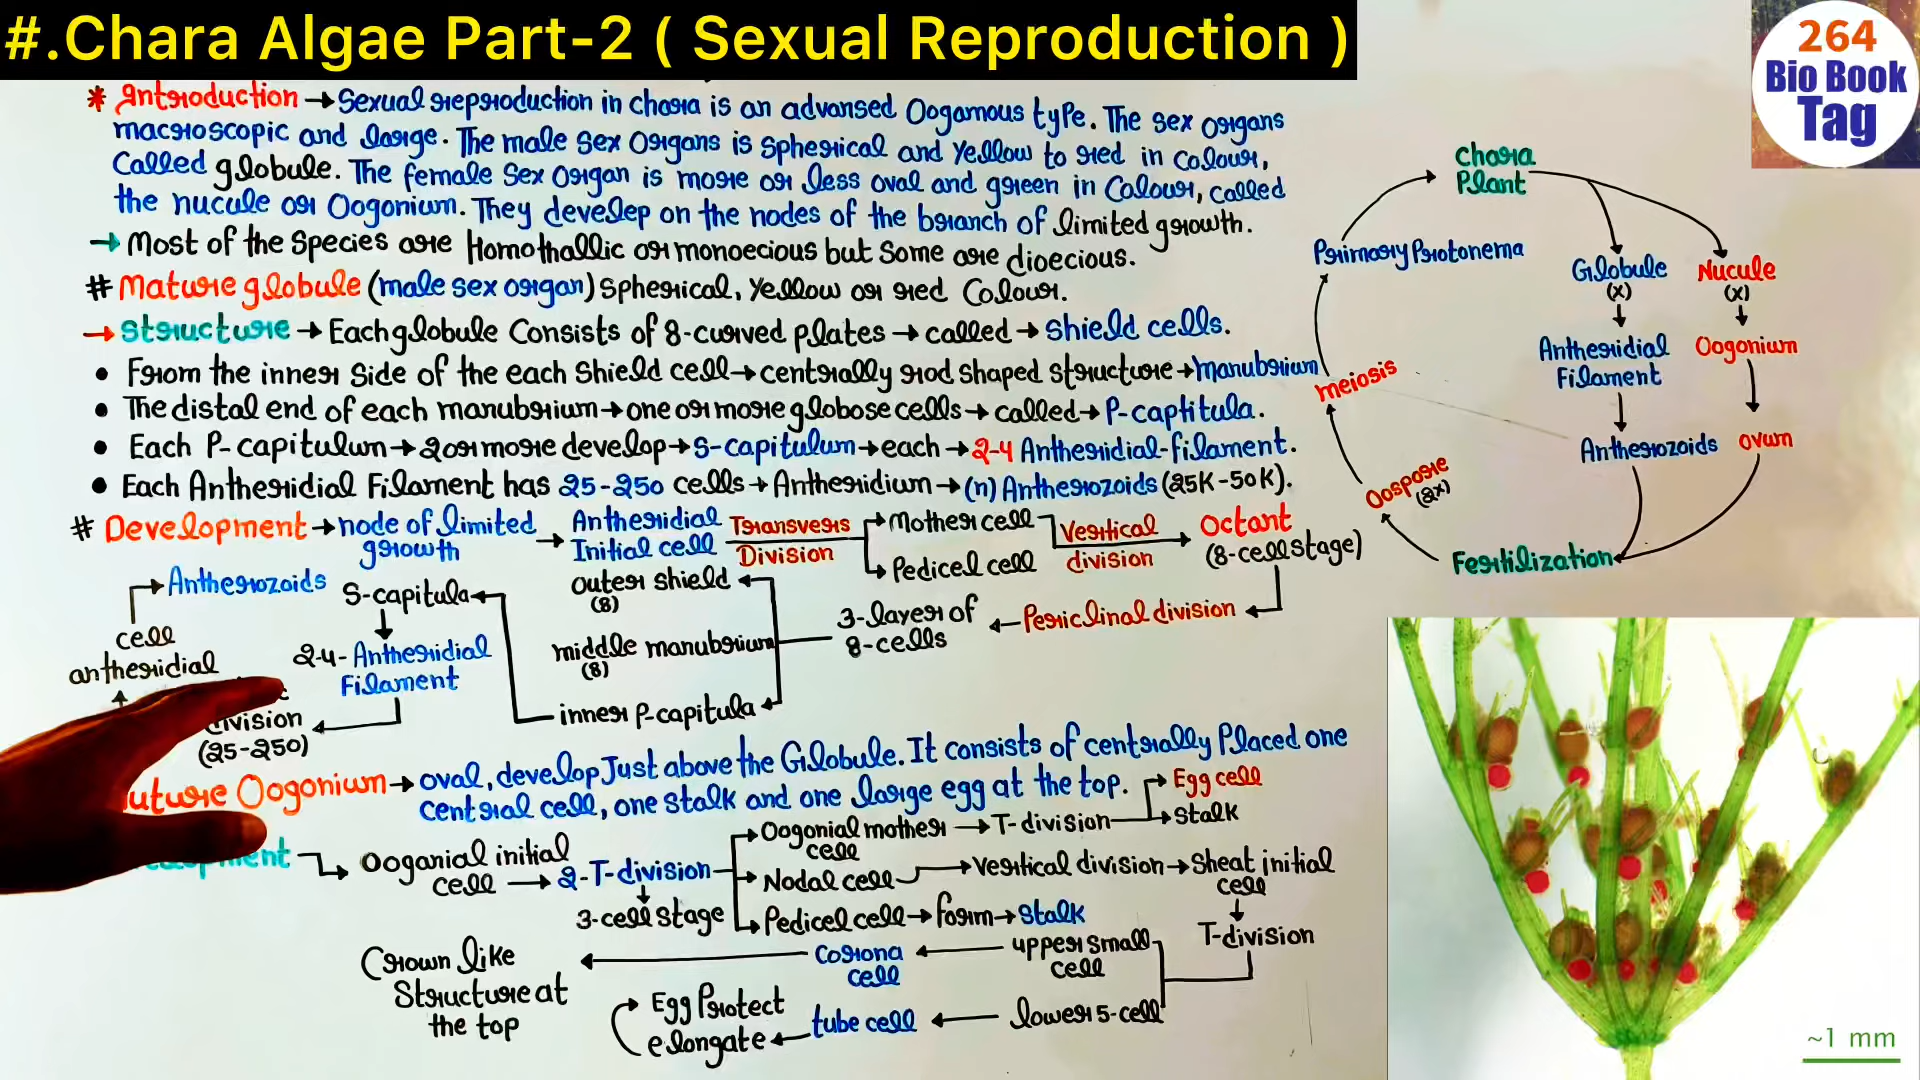 #.Chara Algae Part-2 ( Sexual Reproduction )
264
Bio Book
Tag
* Introduction → Sexual reproduction in chara is an advansed Oogamous type. The sex organs
macroscopic and large. The male sex Organs is Spherical and Yellow to red in colour,
Called globule. The female Sex Organ is more or less oval and green in Colour, called
the nucule or Oogonium. They develep on the nodes of the branch of limited growth.
→ Most of the Species are Homothallic or monoecious but Some are dioecious.
# Mature globule (male sex organ) Spherical, Yellow or red Colour.
→ Structure → Each globule Consists of 8-curved plates → called → Shield cells.
• From the inner Side of the each Shield cell → centrally rod shaped structure → Manubrium
• The distal end of each manubrium → one or more globose cells → called → P-captitula.
• Each P-capitulum → 2 or more develop → S-capitulum → each → 2-4 Antheridial-filament.
• Each Antheridial Filament has 25-250 cells → Antheridium → (n) Antherozoids (25K-50K).
# Development → node of limited growth → Antheridial Initial cell
Transvers Division
Mother cell
Pedicel cell
Vertical division
Octant
(8-cell stage)
Periclinal division
3-layer of
8-cells
outer shield
(8)
middle manubrium
(8)
inner P-capitula
S-capitula
2-4-Antheridial
Filament
division
(25-250)
cell
antheridial
Antherozoids
Oogonium → oval, develop Just above the Globule. It consists of centrally Placed one
central cell, one stalk and one large egg at the top.
Ooganial initial
cell → 2-T-division
3-cell stage
Oogonial mother
cell → T-division
Egg cell
Stalk
Nodal cell → Vertical division → Sheat initial
cell
T-division
Pedicel cell → form → Stalk
upper small
cell
Corona
cell
Crown like
Structure at
the top
lower 5-cell
tube cell
elongate
Egg Protect
Chara
Plant
Globule
(x)
Nucule
(x)
Antheridial
Filament
Oogonium
Antherozoids
Ovum
Fertilization
Oospore
(2x)
meiosis
Primary Protonema
~1 mm